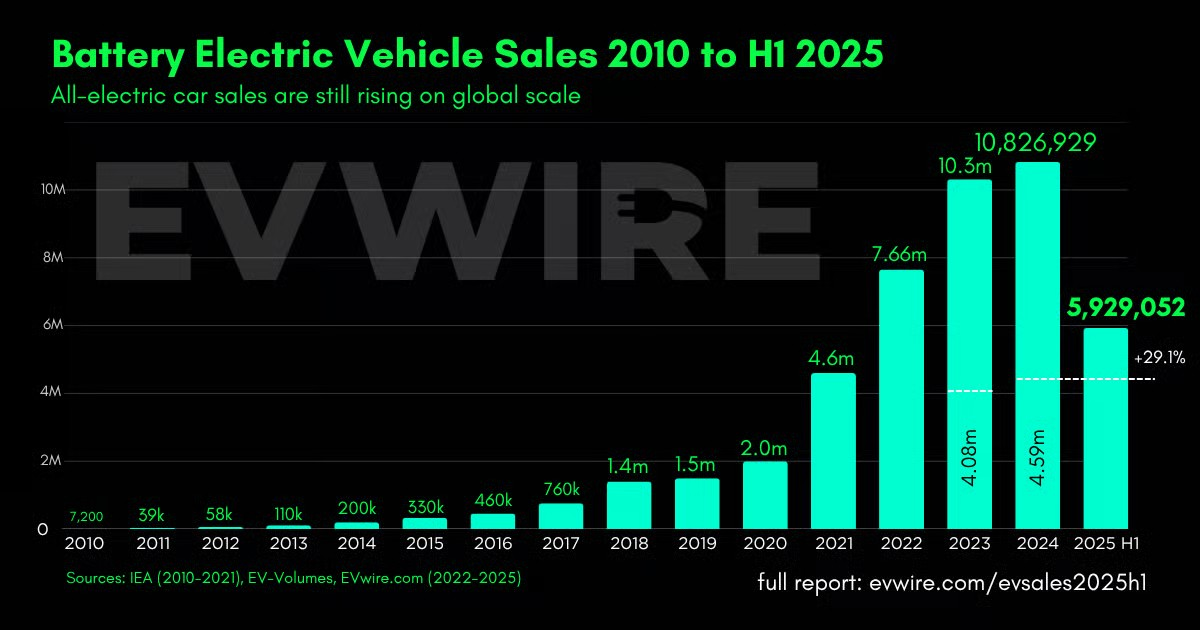 Battery Electric Vehicle Sales 2010 to H1 2025
All-electric car sales are still rising on global scale
EVWIRE
10,826,929
10.3m
10M
7.66m
8M
5,929,052
6M
4.6m
+29.1%
4M
4.08m
4.59m
2.0m
1.5m
1.4m
2M
760k
460k
330k
200k
110k
58k
39k
7,200
0
2010 2011 2012 2013 2014 2015 2016 2017 2018 2019 2020 2021 2022 2023 2024 2025 H1
Sources: IEA (2010-2021), EV-Volumes, EVwire.com (2022-2025)
full report: evwire.com/evsales2025h1